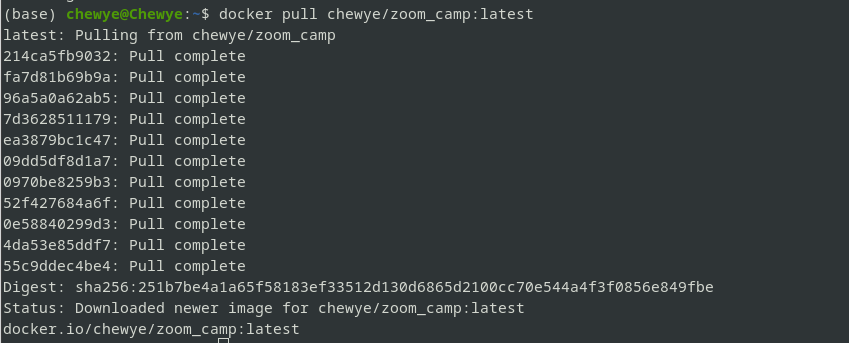 (base) chewye@Chewye:~$ docker pull chewye/zoom_camp:latest
latest: Pulling from chewye/zoom_camp
214ca5fb9032: Pull complete
fa7d81b69b9a: Pull complete
96a5a0a62ab5: Pull complete
7d3628511179: Pull complete
ea3879bc1c47: Pull complete
09dd5df8d1a7: Pull complete
0970be8259b3: Pull complete
52f427684a6f: Pull complete
0e58840299d3: Pull complete
4da53e85ddf7: Pull complete
55c9ddec4be4: Pull complete
Digest: sha256:251b7be4a1a65f58183ef33512d130d6865d2100cc70e544a4f3f0856e849fbe
Status: Downloaded newer image for chewye/zoom_camp:latest
docker.io/chewye/zoom_camp:latest